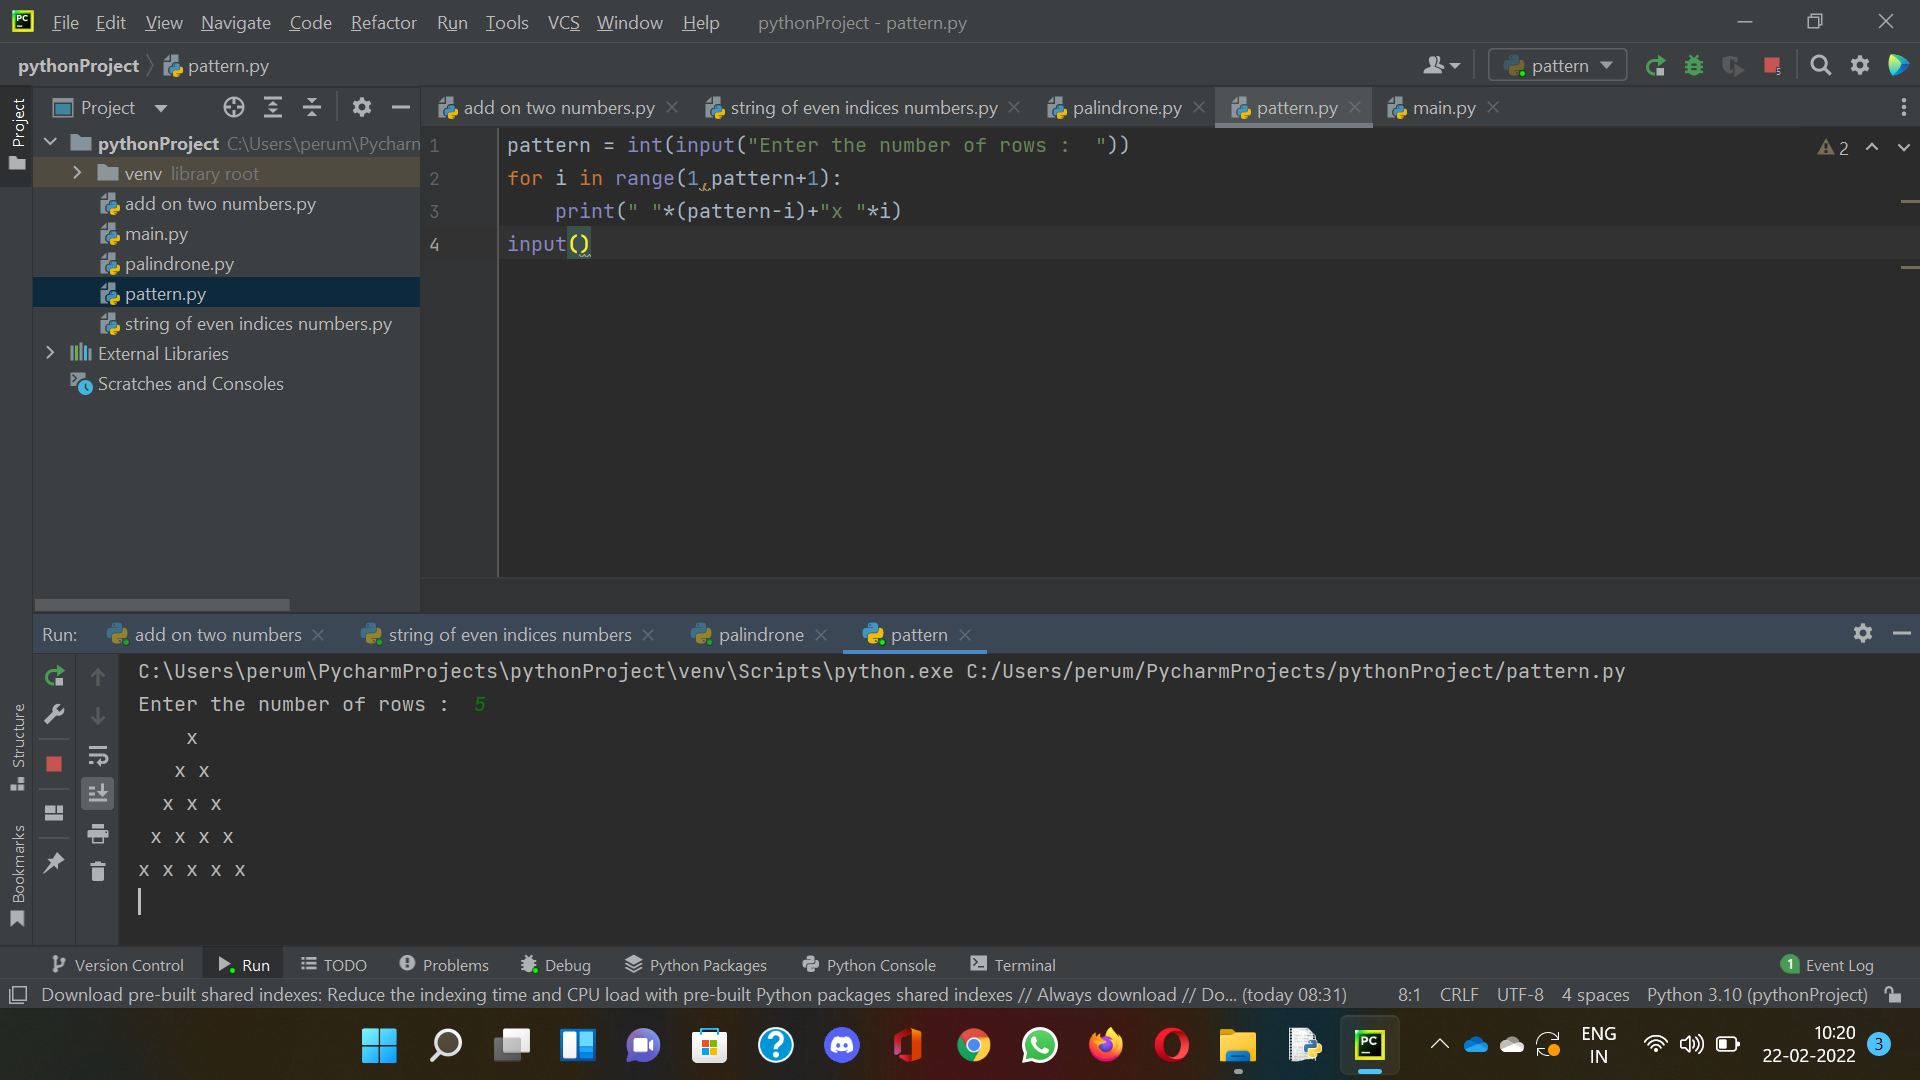 PC File Edit View Navigate Code Refactor Run Tools VCS Window Help pythonProject - pattern.py
pythonProject pattern.py pattern 5
Project
Project add on two numbers.py string of even indices numbers.py palindrone.py pattern.py main.py
pythonProject C:\Users\perum\Pycharn
venv library root
add on two numbers.py
main.py
palindrone.py
pattern.py
string of even indices numbers.py
External Libraries
Scratches and Consoles
1 pattern = int(input("Enter the number of rows :  "))
2 for i in range(1,pattern+1):
3     print(" "*(pattern-i)+"x "*i)
4 input()
2
Run: add on two numbers string of even indices numbers palindrone pattern
C:\Users\perum\PycharmProjects\pythonProject\venv\Scripts\python.exe C:/Users/perum/PycharmProjects/pythonProject/pattern.py
Enter the number of rows :  5
    x
   x x
  x x x
 x x x x
x x x x x
Structure
Bookmarks
Version Control Run TODO Problems Debug Python Packages Python Console Terminal 1 Event Log
Download pre-built shared indexes: Reduce the indexing time and CPU load with pre-built Python packages shared indexes // Always download // Do... (today 08:31) 8:1 CRLF UTF-8 4 spaces Python 3.10 (pythonProject)
PC
ENG
IN
10:20
22-02-2022
3